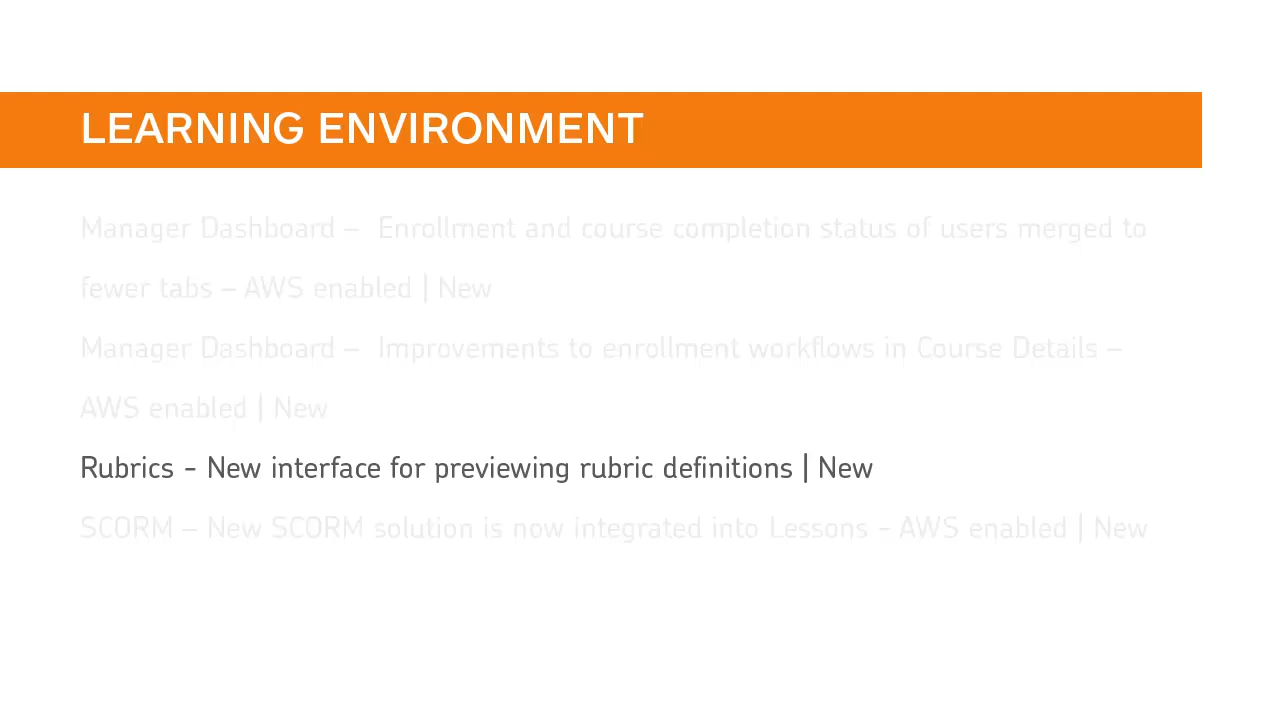 LEARNING ENVIRONMENT
Manager Dashboard –  Enrollment and course completion status of users merged to
fewer tabs – AWS enabled | New
Manager Dashboard –  Improvements to enrollment workflows in Course Details –
AWS enabled | New
Rubrics - New interface for previewing rubric definitions | New
SCORM – New SCORM solution is now integrated into Lessons - AWS enabled | New